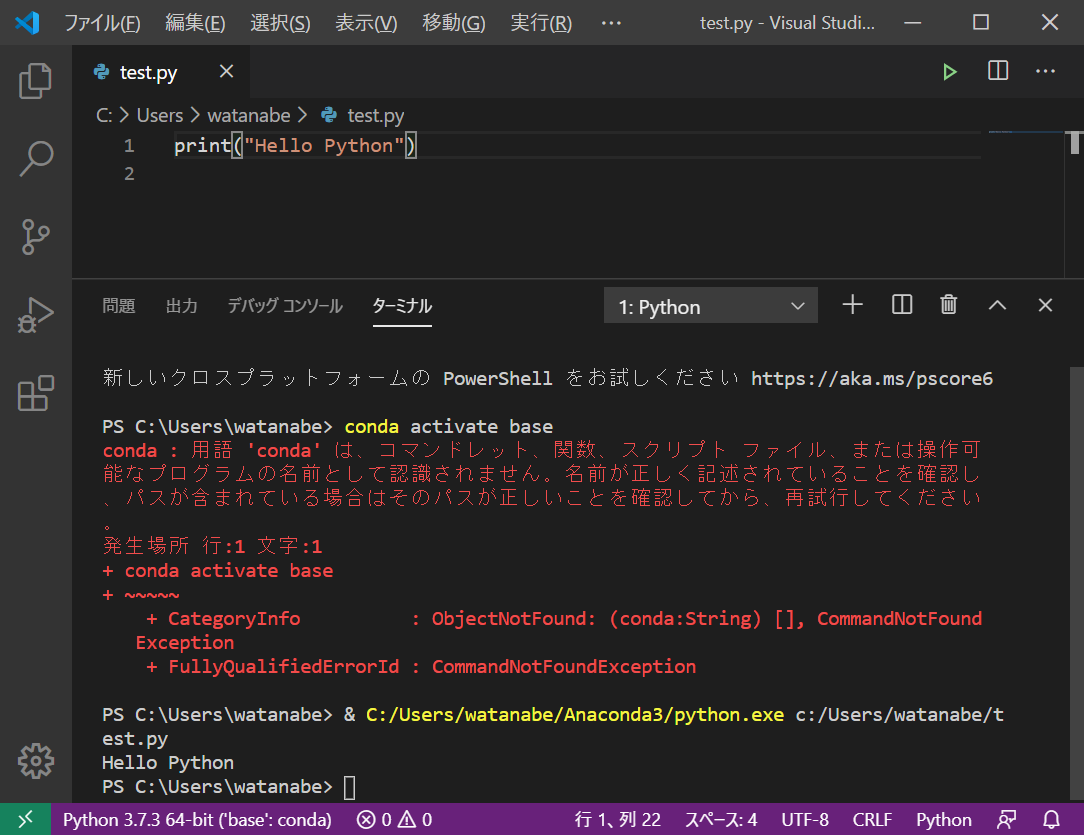 ファイル(F) 編集(E) 選択(S) 表示(V) 移動(G) 実行(R) ··· test.py - Visual Studi...
test.py
C: > Users > watanabe > test.py
1 print("Hello Python")
2
問題 出力 デバッグ コンソール ターミナル 1: Python
新しいクロスプラットフォームの PowerShell をお試しください https://aka.ms/pscore6
PS C:\Users\watanabe> conda activate base
conda : 用語 'conda' は、コマンドレット、関数、スクリプト ファイル、または操作可
能なプログラムの名前として認識されません。名前が正しく記述されていることを確認し
、パスが含まれている場合はそのパスが正しいことを確認してから、再試行してください
。
発生場所 行:1 文字:1
+ conda activate base
+ ~~~~~
+ CategoryInfo : ObjectNotFound: (conda:String) [], CommandNotFound
Exception
+ FullyQualifiedErrorId : CommandNotFoundException
PS C:\Users\watanabe> & C:/Users/watanabe/Anaconda3/python.exe c:/Users/watanabe/t
est.py
Hello Python
PS C:\Users\watanabe>
Python 3.7.3 64-bit ('base': conda) 0 0 行 1、列 22 スペース: 4 UTF-8 CRLF Python